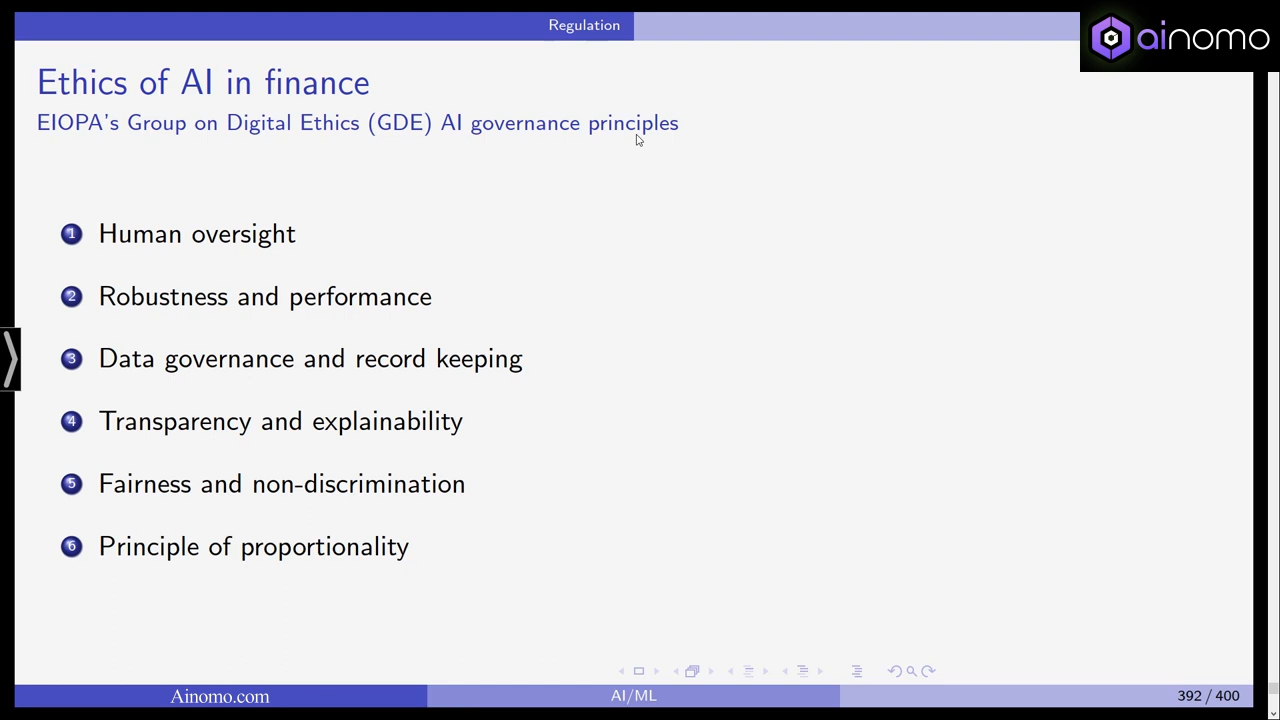 Regulation
ainomo
Ethics of AI in finance
EIOPA's Group on Digital Ethics (GDE) AI governance principles
1 Human oversight
2 Robustness and performance
3 Data governance and record keeping
4 Transparency and explainability
5 Fairness and non-discrimination
6 Principle of proportionality
Ainomo.com
AI/ML
392 / 400